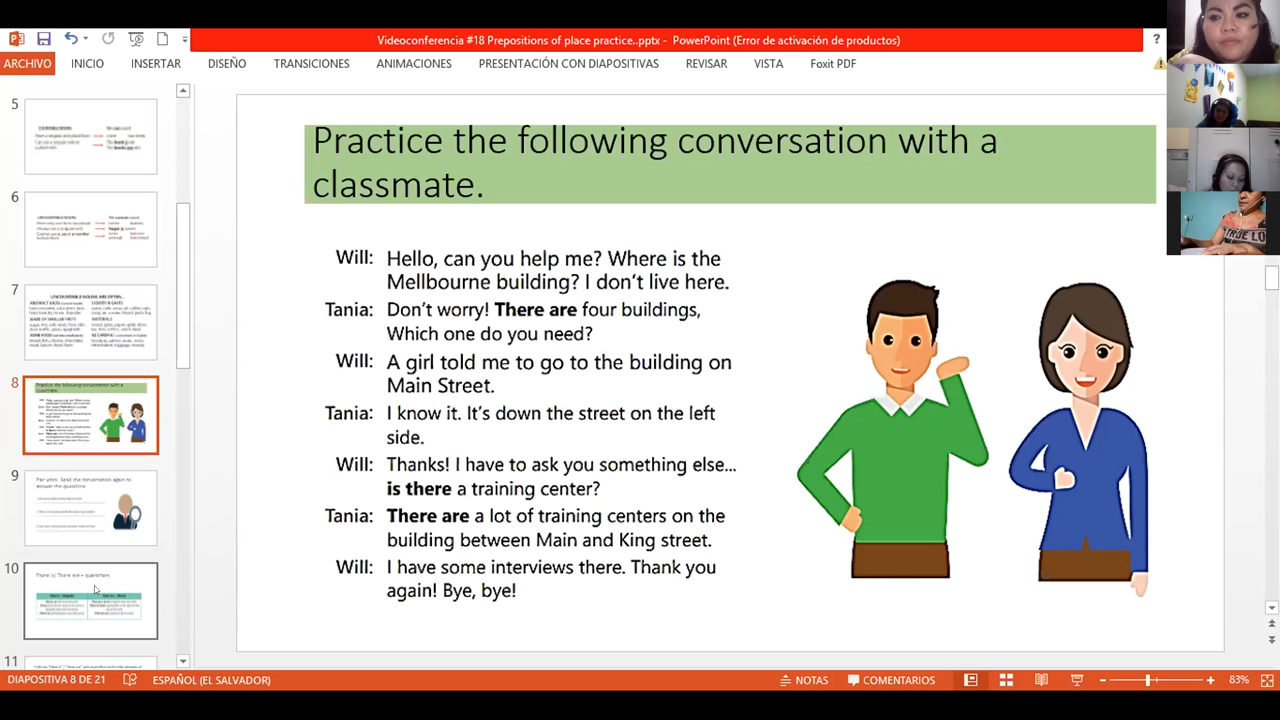 Videoconferencia #18 Prepositions of place practice..pptx - PowerPoint (Error de activación de productos)
?
ARCHIVO INICIO INSERTAR DISEÑO TRANSICIONES ANIMACIONES PRESENTACIÓN CON DIAPOSITIVAS REVISAR VISTA Foxit PDF
5
6
7
8
9
10
There is/ There are + quantifiers
11
Practice the following conversation with a
classmate.
Will: Hello, can you help me? Where is the
Mellbourne building? I don't live here.
Tania: Don't worry! There are four buildings,
Which one do you need?
Will: A girl told me to go to the building on
Main Street.
Tania: I know it. It's down the street on the left
side.
Will: Thanks! I have to ask you something else...
is there a training center?
Tania: There are a lot of training centers on the
building between Main and King street.
Will: I have some interviews there. Thank you
again! Bye, bye!
TRUE LO
DIAPOSITIVA 8 DE 21 ESPAÑOL (EL SALVADOR) NOTAS COMENTARIOS 83%